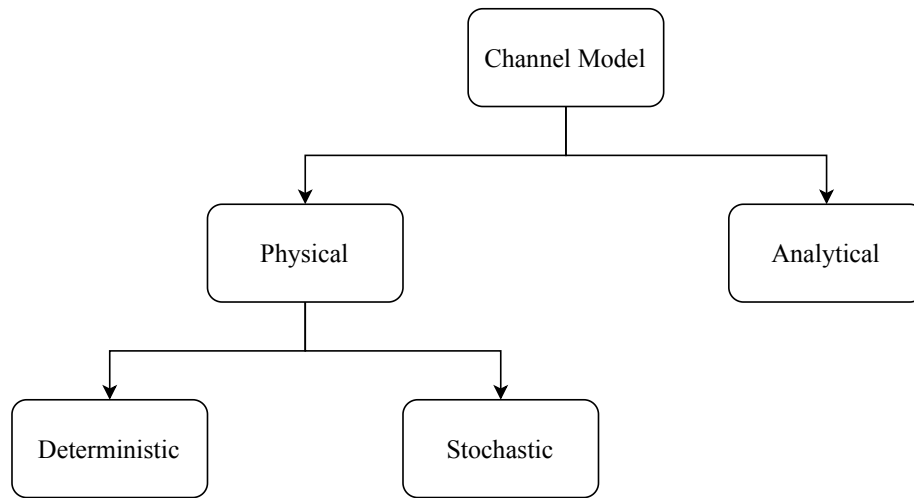 Channel Model
Physical
Analytical
Deterministic
Stochastic